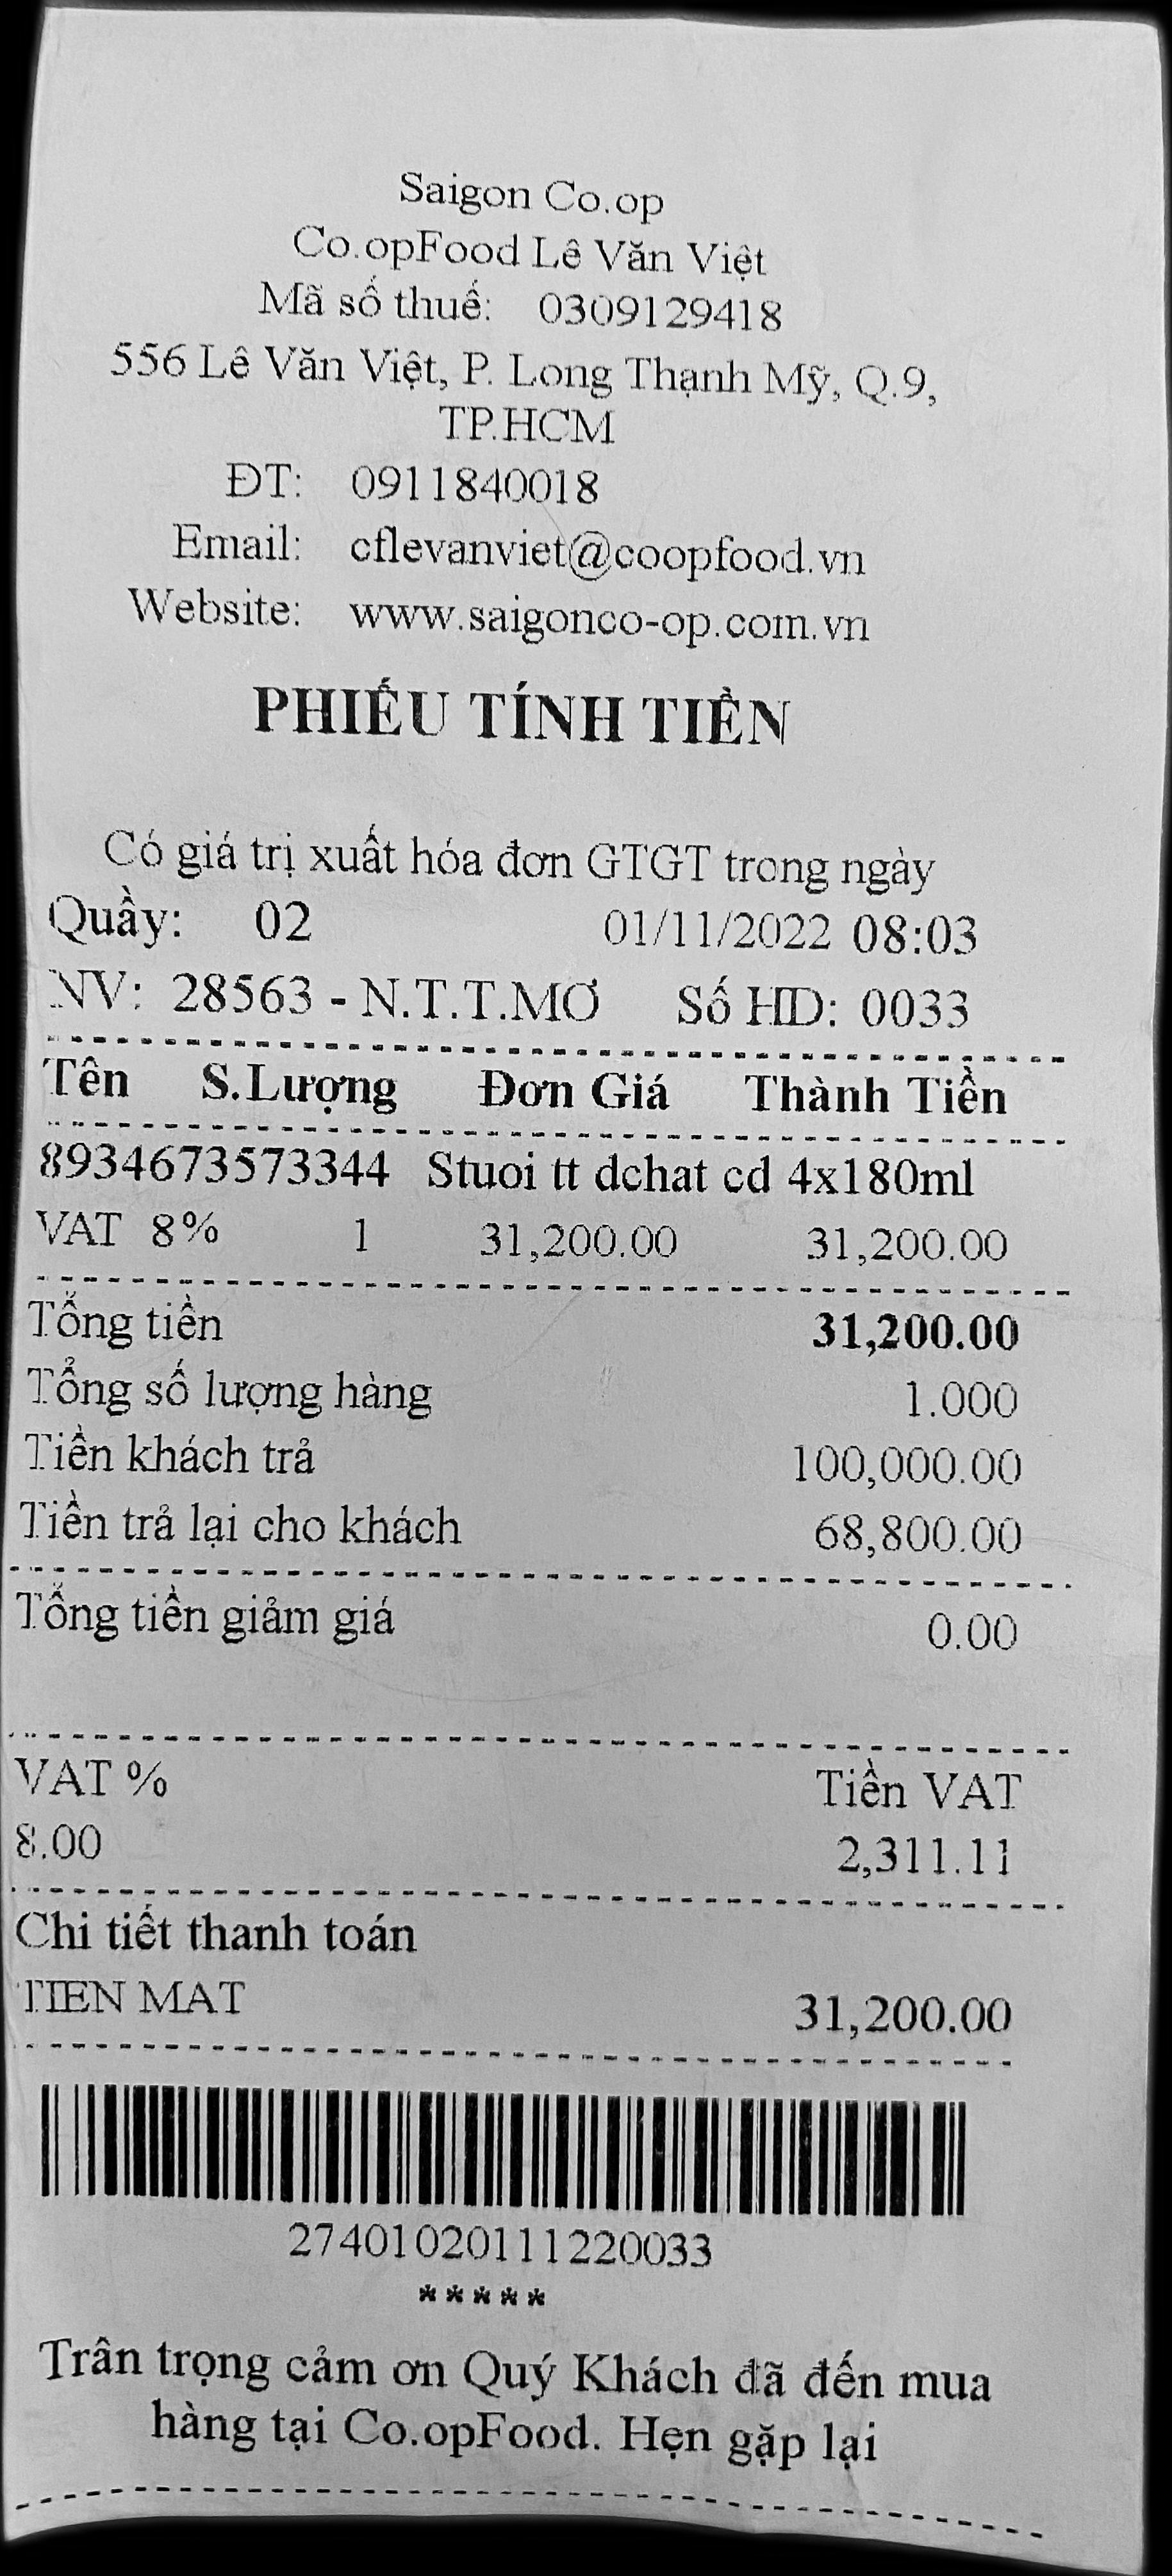 Saigon Co.op
Co.opFood Lê Văn Việt
Mã số thuế: 0309129418
556 Lê Văn Việt, P. Long Thạnh Mỹ, Q.9,
TP.HCM
ĐT: 0911840018
Email: cflevanviet@coopfood.vn
Website: www.saigonco-op.com.vn
PHIẾU TÍNH TIỀN
Có giá trị xuất hóa đơn GTGT trong ngày
Quầy: 02 01/11/2022 08:03
NV: 28563 - N.T.T.MƠ Số HD: 0033
Tên S.Lượng Đơn Giá Thành Tiền
8934673573344 Stuoi tt dchat cd 4x180ml
VAT 8% 1 31,200.00 31,200.00
Tổng tiền 31,200.00
Tổng số lượng hàng 1.000
Tiền khách trả 100,000.00
Tiền trả lại cho khách 68,800.00
Tổng tiền giảm giá 0.00
VAT % Tiền VAT
8.00 2,311.11
Chi tiết thanh toán
TIEN MAT 31,200.00
27401020111220033
*****
Trân trọng cảm ơn Quý Khách đã đến mua
hàng tại Co.opFood. Hẹn gặp lại